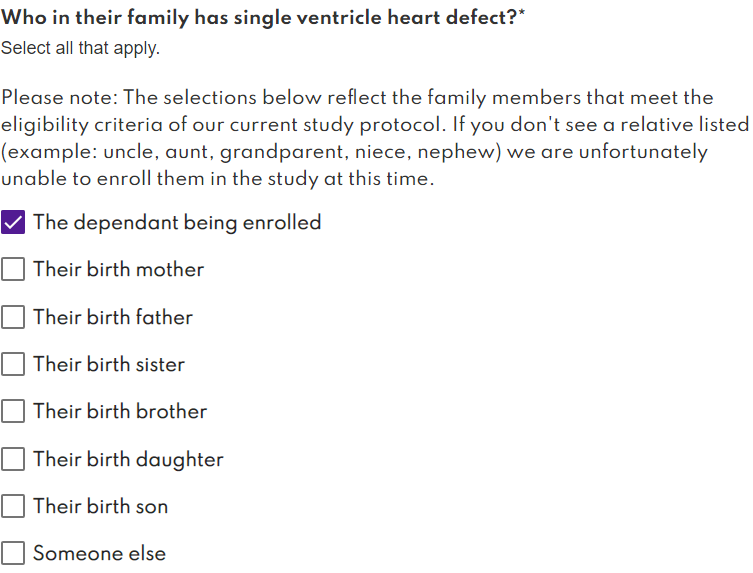 Who in their family has single ventricle heart defect?*
Select all that apply.
Please note: The selections below reflect the family members that meet the
eligibility criteria of our current study protocol. If you don't see a relative listed
(example: uncle, aunt, grandparent, niece, nephew) we are unfortunately
unable to enroll them in the study at this time.
The dependant being enrolled
Their birth mother
Their birth father
Their birth sister
Their birth brother
Their birth daughter
Their birth son
Someone else